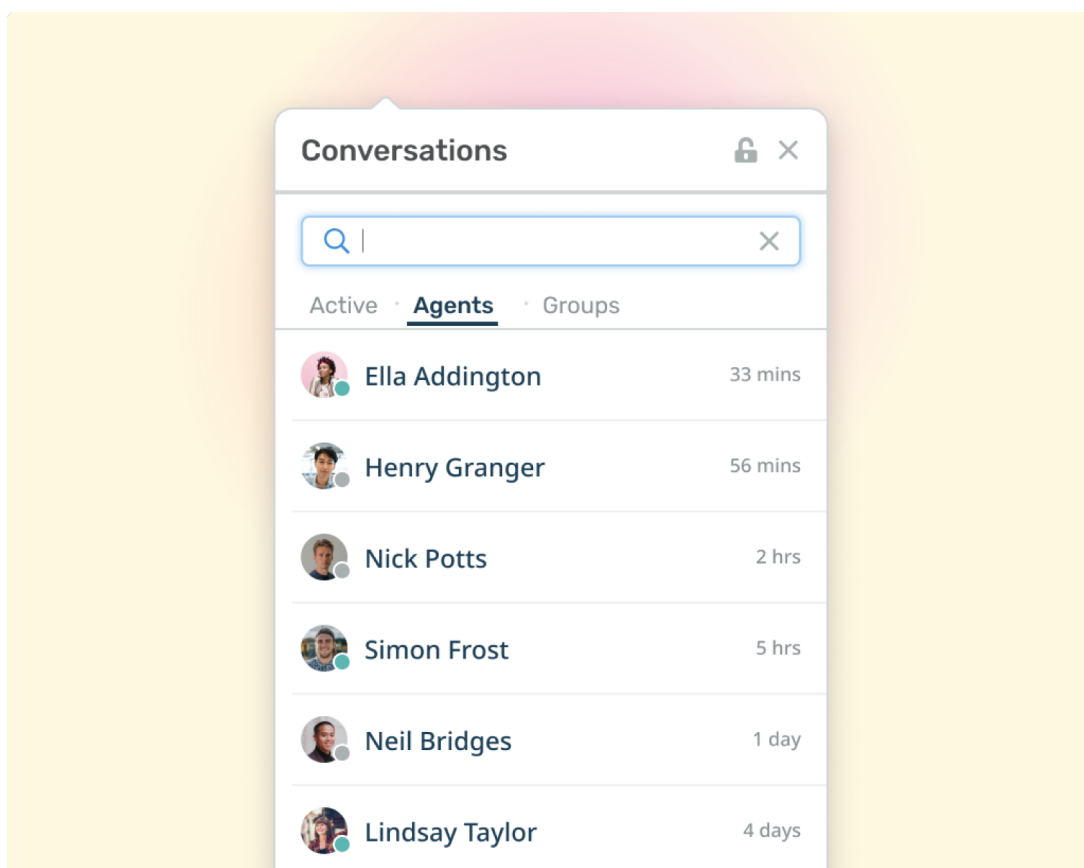 Conversations
Active · Agents · Groups
Ella Addington 33 mins
Henry Granger 56 mins
Nick Potts 2 hrs
Simon Frost 5 hrs
Neil Bridges 1 day
Lindsay Taylor 4 days